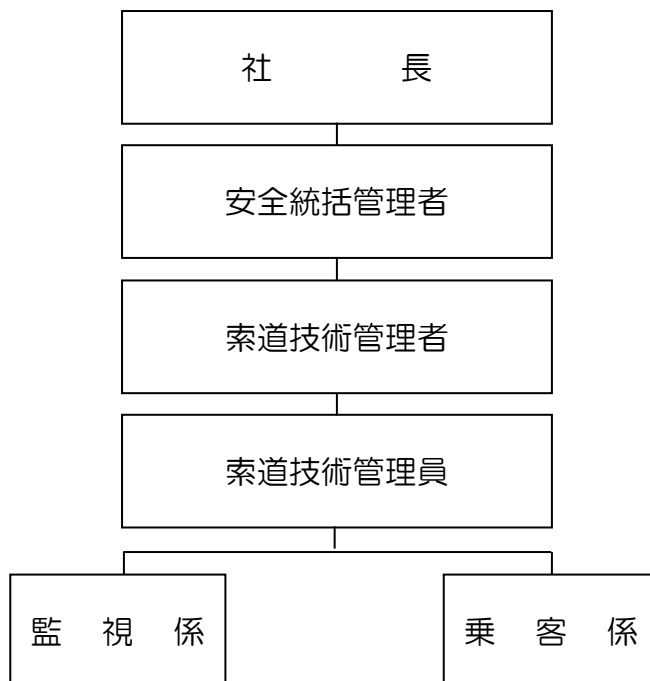 社　　　長
安全統括管理者
索道技術管理者
索道技術管理員
監　視　係
乗　客　係